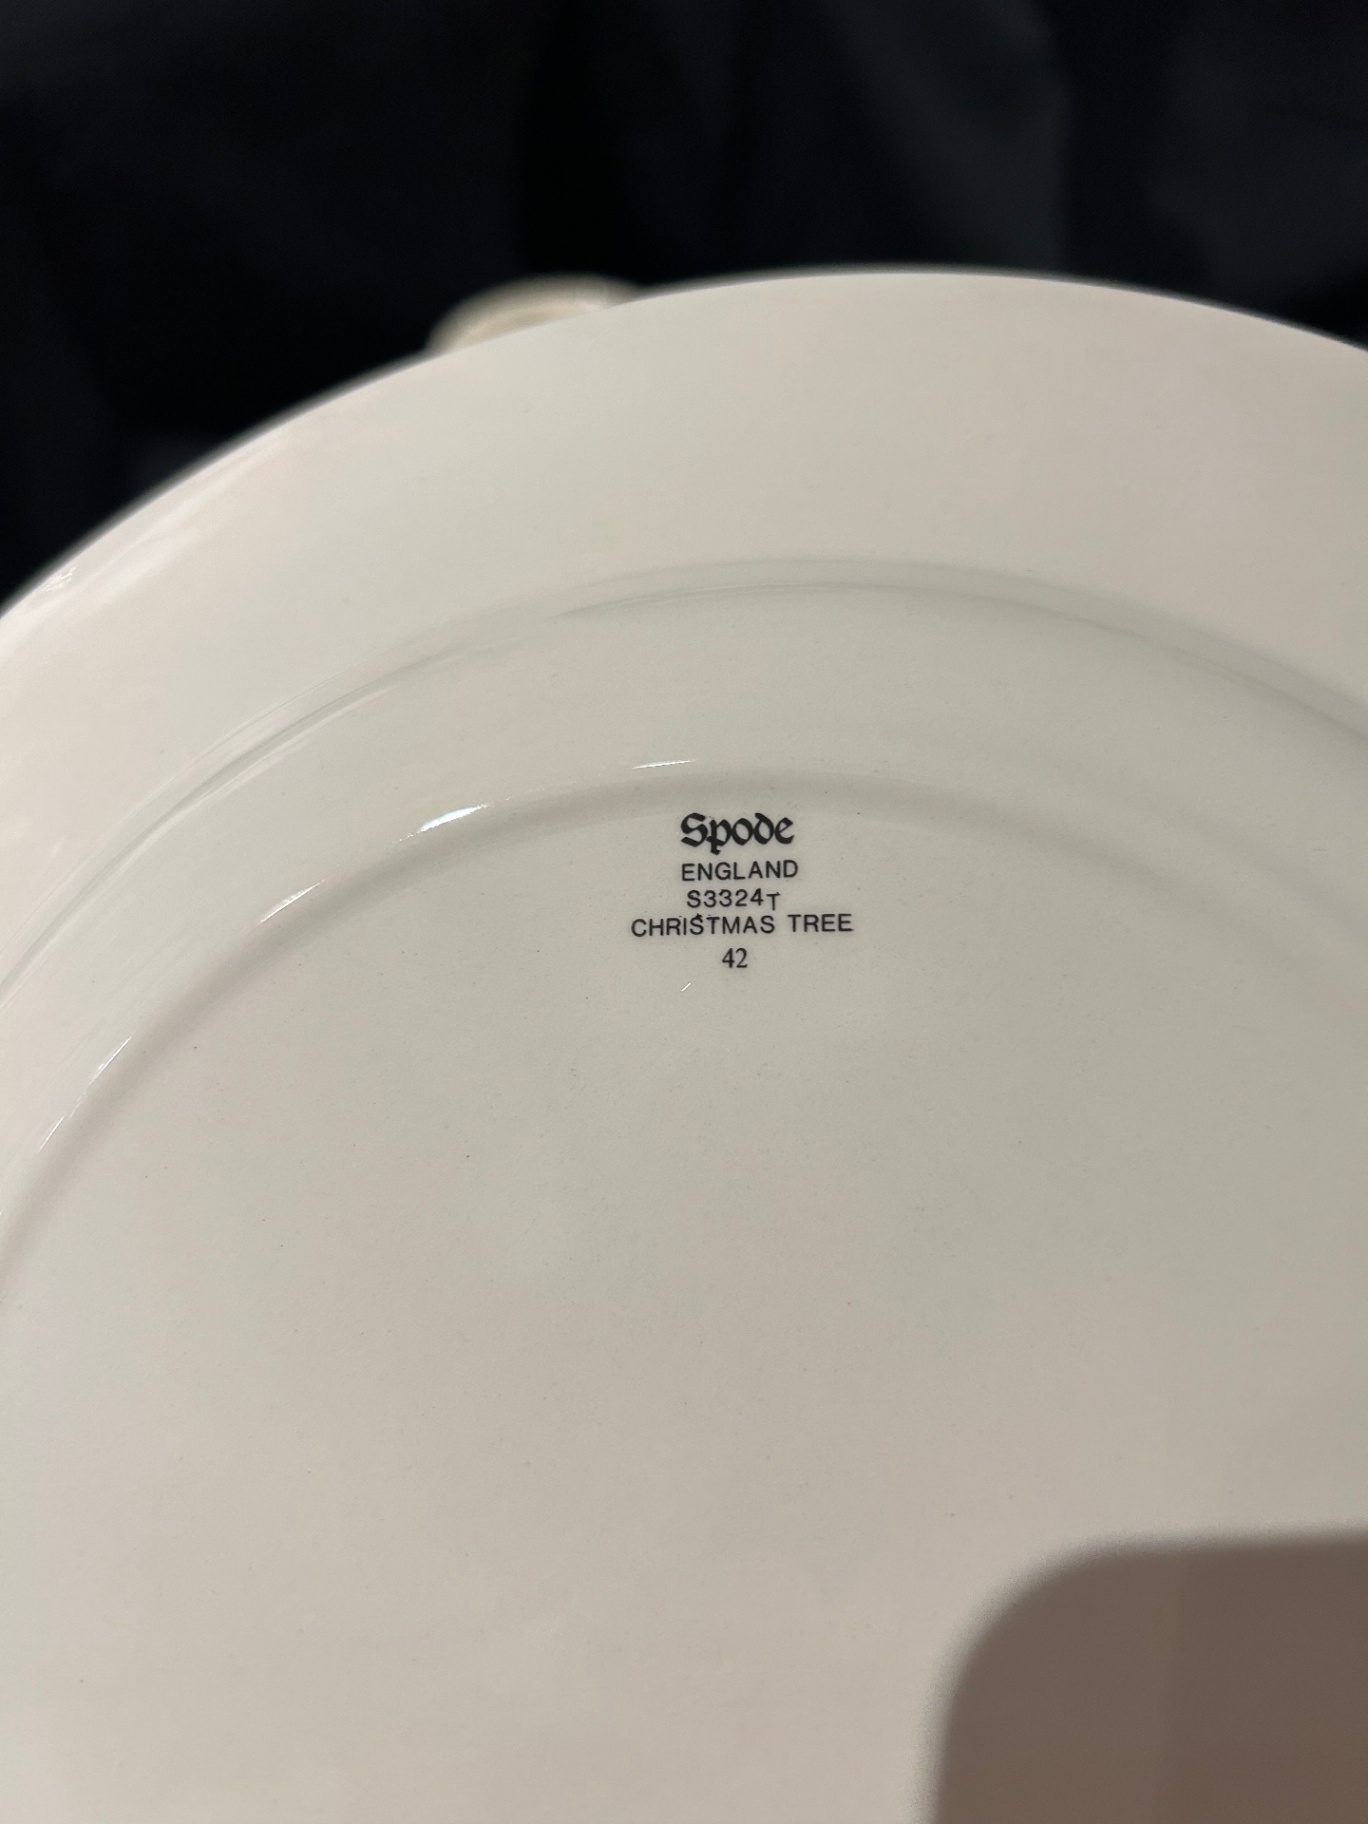 Spode
ENGLAND
S3324T
CHRISTMAS TREE
42